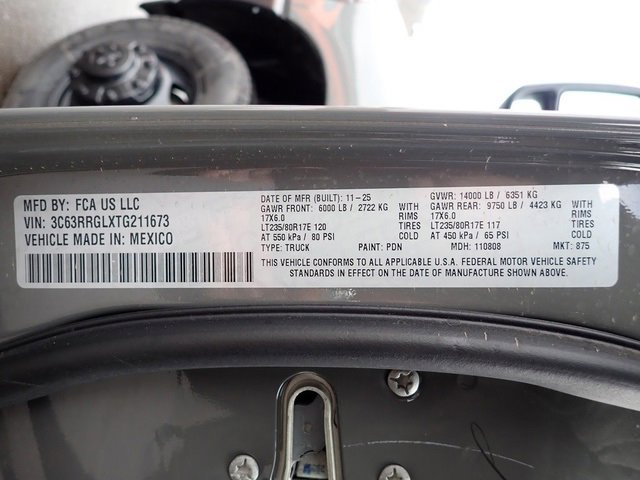 MFD BY: FCA US LLC
VIN: 3C63RRGLXTG211673
VEHICLE MADE IN: MEXICO
DATE OF MFR (BUILT): 11-25
GAWR FRONT: 6000 LB / 2722 KG WITH
17X6.0 RIMS
LT235/80R17E 120 TIRES
AT 550 kPa / 80 PSI COLD
TYPE: TRUCK PAINT: PDN
GVWR: 14000 LB / 6351 KG
GAWR REAR: 9750 LB / 4423 KG WITH
17X6.0 RIMS
LT235/80R17E 117 TIRES
AT 450 kPa / 65 PSI COLD
MDH: 110808 MKT: 875
THIS VEHICLE CONFORMS TO ALL APPLICABLE U.S.A. FEDERAL MOTOR VEHICLE SAFETY
STANDARDS IN EFFECT ON THE DATE OF MANUFACTURE SHOWN ABOVE.